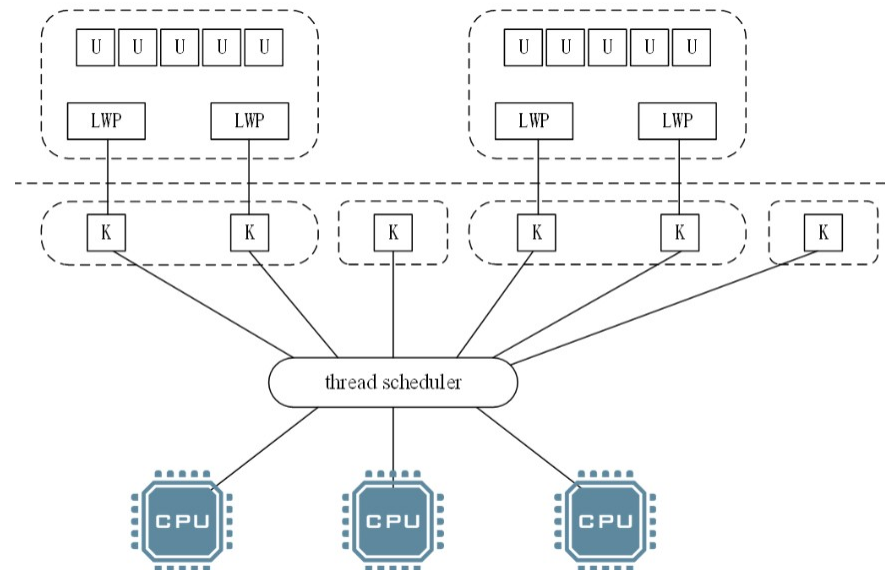 U U U U U U U U U U
LWP LWP LWP LWP
K K K K K K
thread scheduler
CPU CPU CPU